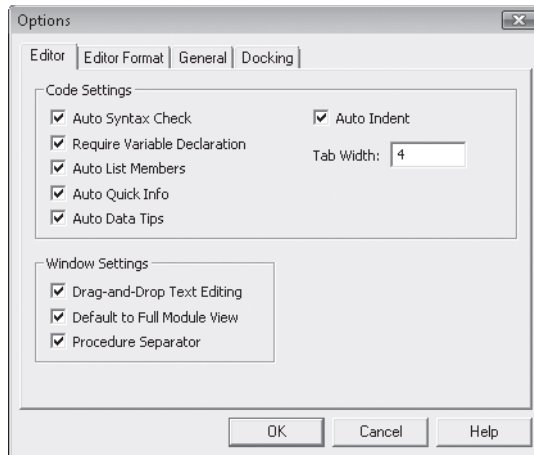 Options
Editor Editor Format General Docking
Code Settings
Auto Syntax Check
Require Variable Declaration
Auto List Members
Auto Quick Info
Auto Data Tips
Auto Indent
Tab Width: 4
Window Settings
Drag-and-Drop Text Editing
Default to Full Module View
Procedure Separator
OK Cancel Help